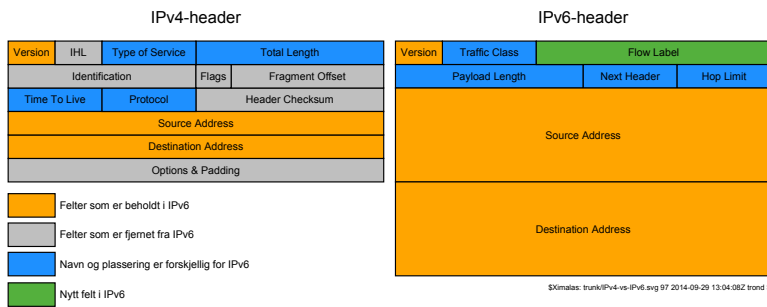 IPv4-header
Version IHL Type of Service Total Length
Identification Flags Fragment Offset
Time To Live Protocol Header Checksum
Source Address
Destination Address
Options & Padding
Felter som er beholdt i IPv6
Felter som er fjernet fra IPv6
Navn og plassering er forskjellig for IPv6
Nytt felt i IPv6
IPv6-header
Version Traffic Class Flow Label
Payload Length Next Header Hop Limit
Source Address
Destination Address
$Ximalas: trunk/IPv4-vs-IPv6.svg 97 2014-09-29 13:04:08Z trond